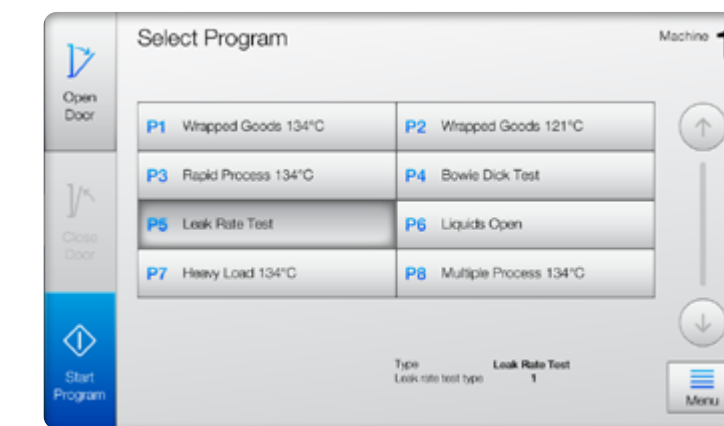 Select Program
Machine 1
Open
Door
P1 Wrapped Goods 134°C
P2 Wrapped Goods 121°C
P3 Rapid Process 134°C
P4 Bowie Dick Test
Close
Door
P5 Leak Rate Test
P6 Liquids Open
P7 Heavy Load 134°C
P8 Multiple Process 134°C
Start
Program
Type Leak Rate Test
Leak rate test type 1
Menu